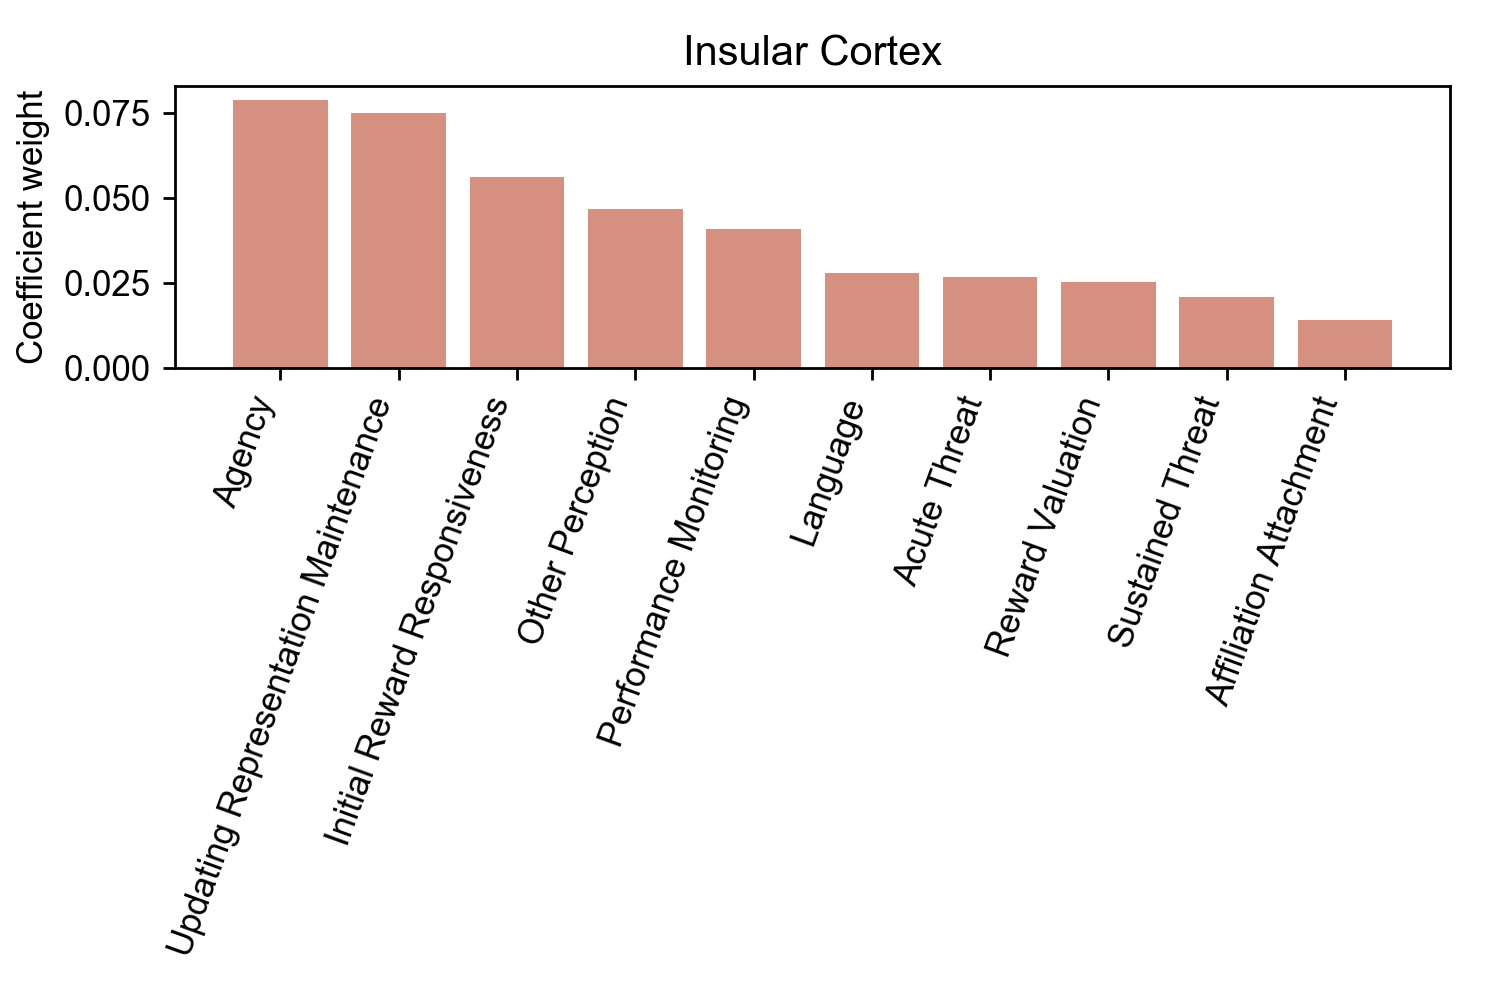 Insular Cortex
Coefficient weight
0.075
0.050
0.025
0.000
Agency
Updating Representation Maintenance
Initial Reward Responsiveness
Other Perception
Performance Monitoring
Language
Acute Threat
Reward Valuation
Sustained Threat
Affiliation Attachment